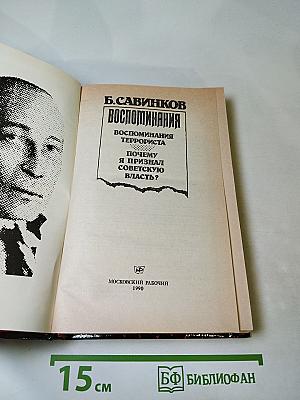 Б. САВИНКОВ
ВОСПОМИНАНИЯ
ВОСПОМИНАНИЯ
ТЕРРОРИСТА
ПОЧЕМУ
Я ПРИЗНАЛ
СОВЕТСКУЮ
ВЛАСТЬ?
МОСКОВСКИЙ РАБОЧИЙ
1990
15 см
БФ БИБЛИОФАН